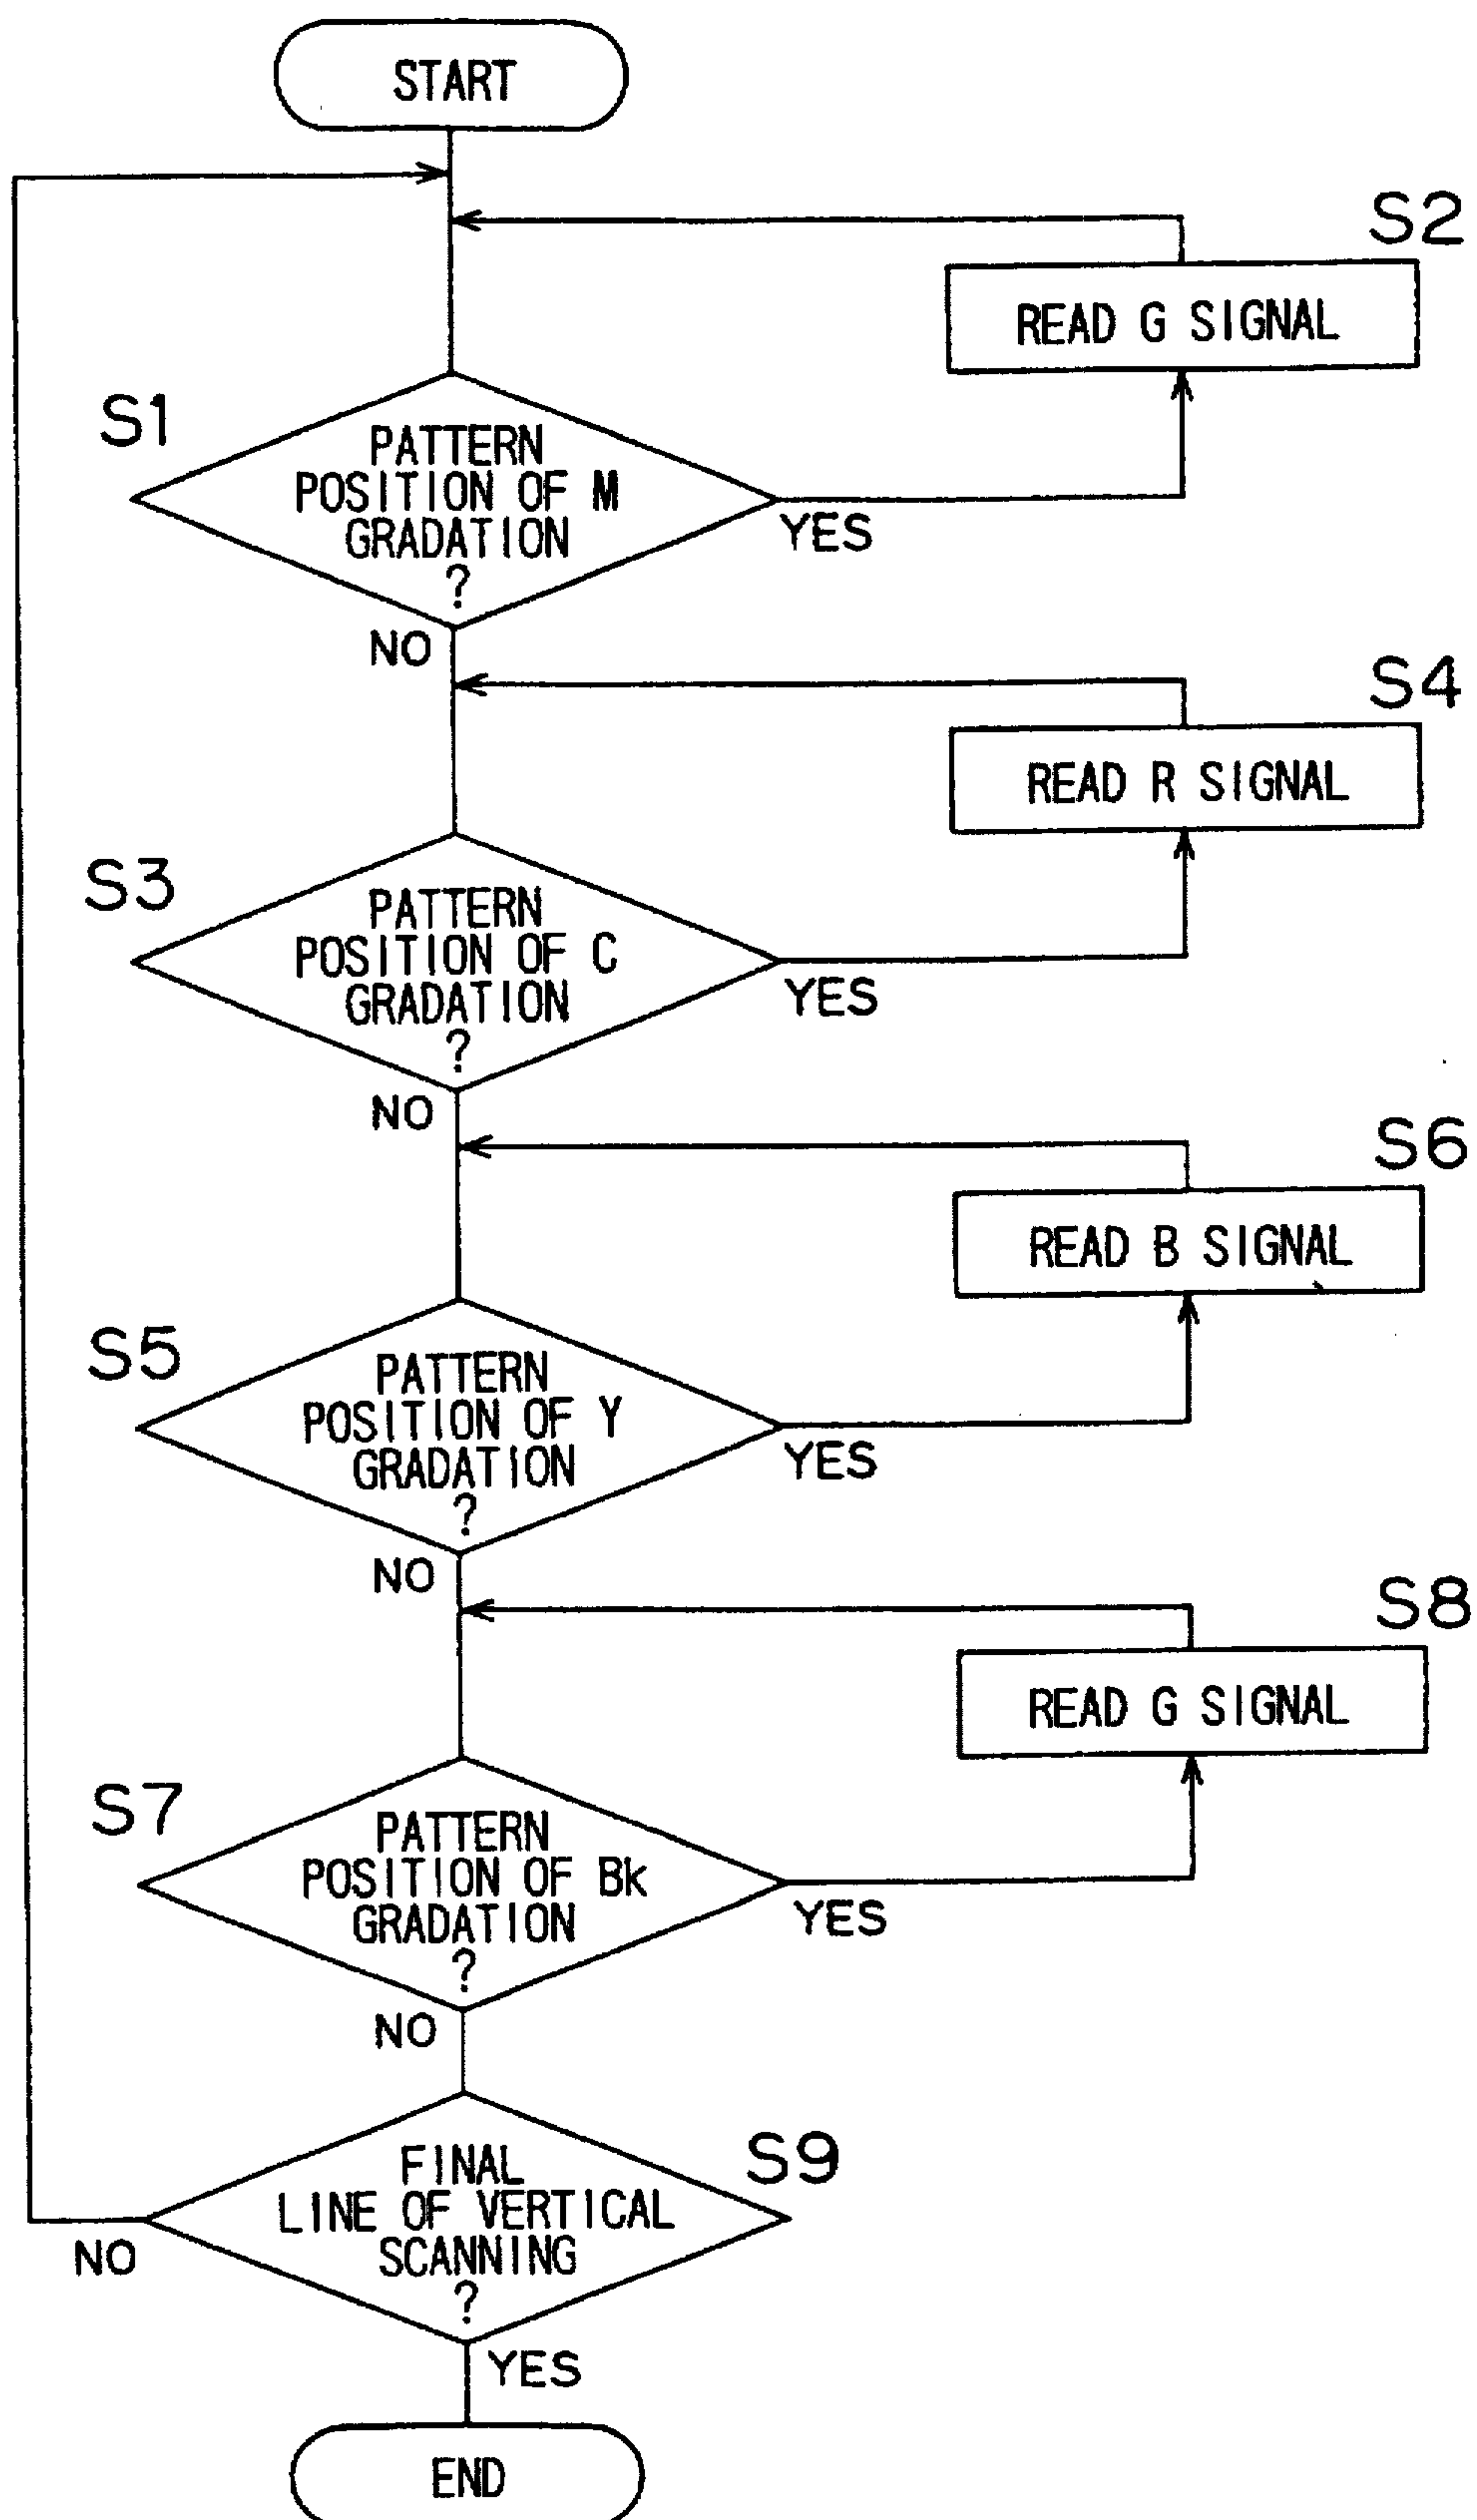 START
S2
READ G SIGNAL
S1
PATTERN
POSITION OF M
GRADATION
?
YES
NO
S4
READ R SIGNAL
S3
PATTERN
POSITION OF C
GRADATION
?
YES
NO
S6
READ B SIGNAL
S5
PATTERN
POSITION OF Y
GRADATION
?
YES
NO
S8
READ G SIGNAL
S7
PATTERN
POSITION OF Bk
GRADATION
?
YES
NO
S9
FINAL
LINE OF VERTICAL
SCANNING
?
NO
YES
END